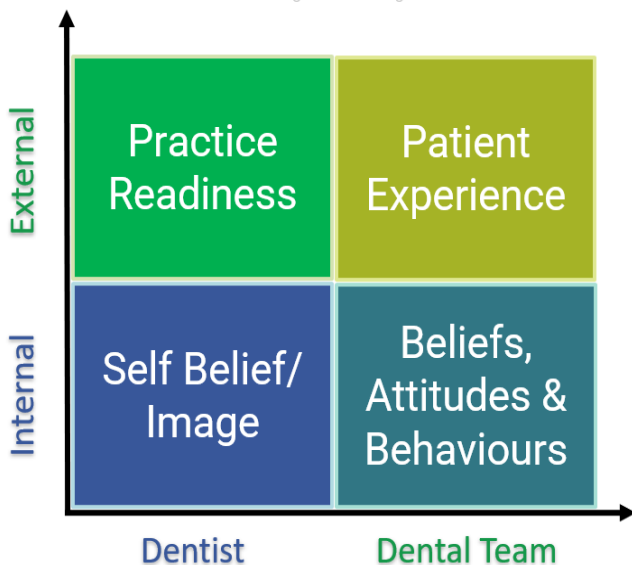 External
Practice
Readiness
Patient
Experience
Internal
Self Belief/
Image
Beliefs,
Attitudes &
Behaviours
Dentist
Dental Team